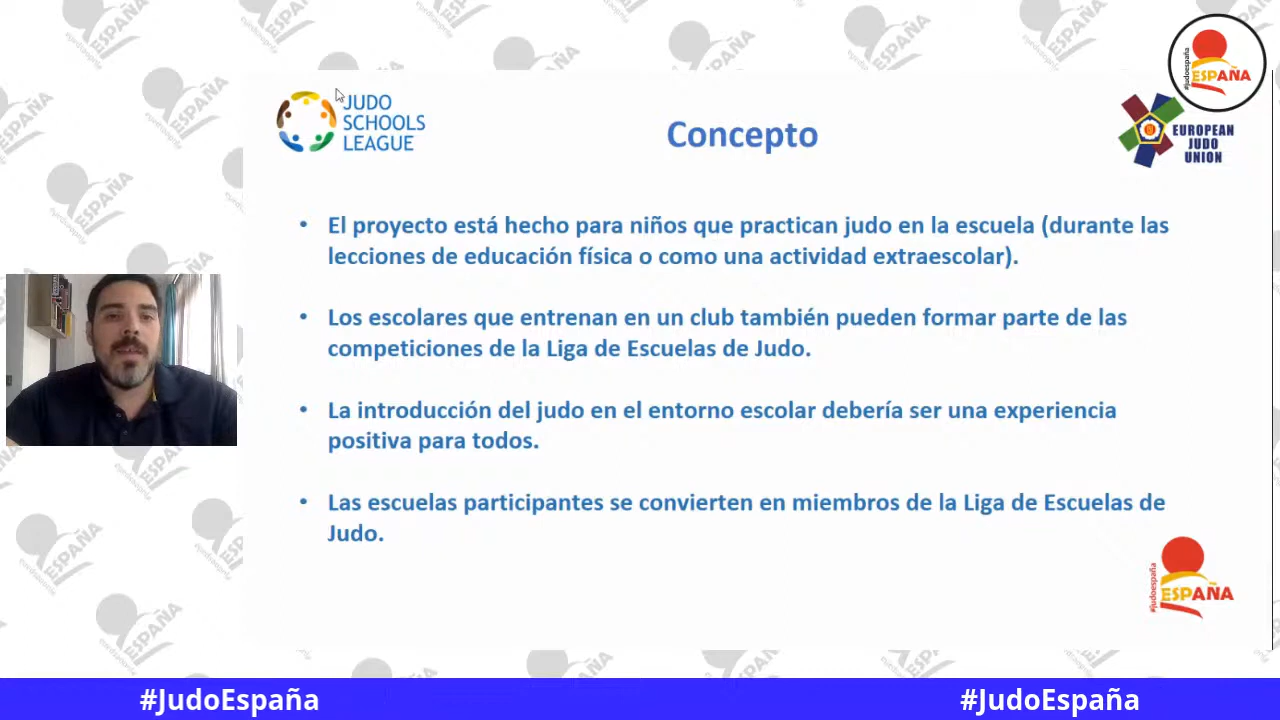 JUDO
SCHOOLS
LEAGUE
Concepto
#judoespaña
ESPAÑA
EUROPEAN
JUDO
UNION
• El proyecto está hecho para niños que practican judo en la escuela (durante las
lecciones de educación física o como una actividad extraescolar).
• Los escolares que entrenan en un club también pueden formar parte de las
competiciones de la Liga de Escuelas de Judo.
• La introducción del judo en el entorno escolar debería ser una experiencia
positiva para todos.
• Las escuelas participantes se convierten en miembros de la Liga de Escuelas de
Judo.
#judoespaña
ESPAÑA
#JudoEspaña
#JudoEspaña